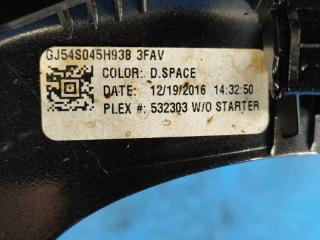 GJ54S045H93B 3FAV
COLOR: D.SPACE
DATE: 12/19/2016 14:32:50
PLEX #: 532303 W/O STARTER